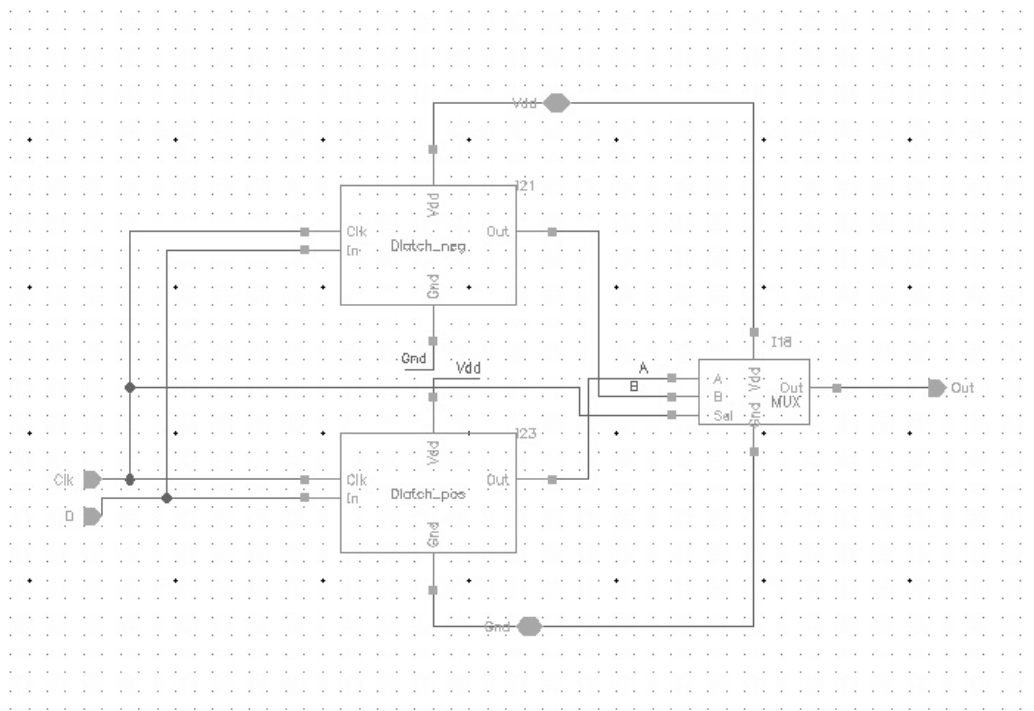 Vdd
I21
Vdd
Clk
Out
In
Dlatch_neg
Gnd
Gnd
Vdd
I18
A
A
Vdd
B
B
Out
Out
MUX
Sel
Gnd
I23
Vdd
Clk
Clk
Out
In
Dlatch_pos
D
Gnd
Gnd